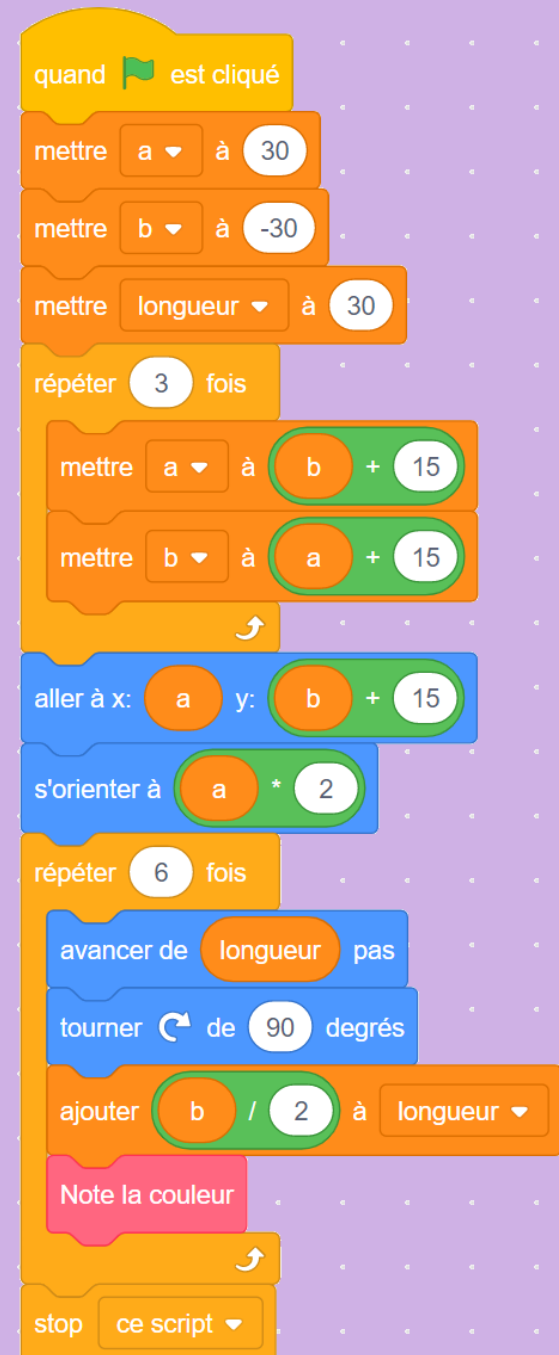 quand est cliqué
mettre a à 30
mettre b à -30
mettre longueur à 30
répéter 3 fois
mettre a à b + 15
mettre b à a + 15
aller à x: a y: b + 15
s'orienter à a * 2
répéter 6 fois
avancer de longueur pas
tourner de 90 degrés
ajouter b / 2 à longueur
Note la couleur
stop ce script